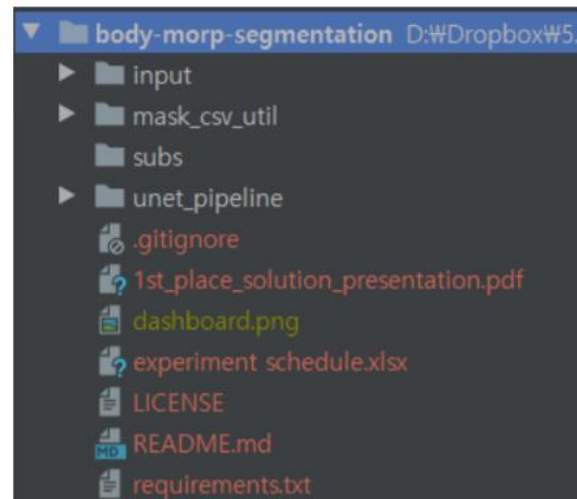 body-morp-segmentation D:₩Dropbox₩5.
input
mask_csv_util
subs
unet_pipeline
.gitignore
1st_place_solution_presentation.pdf
dashboard.png
experiment schedule.xlsx
LICENSE
MD README.md
requirements.txt